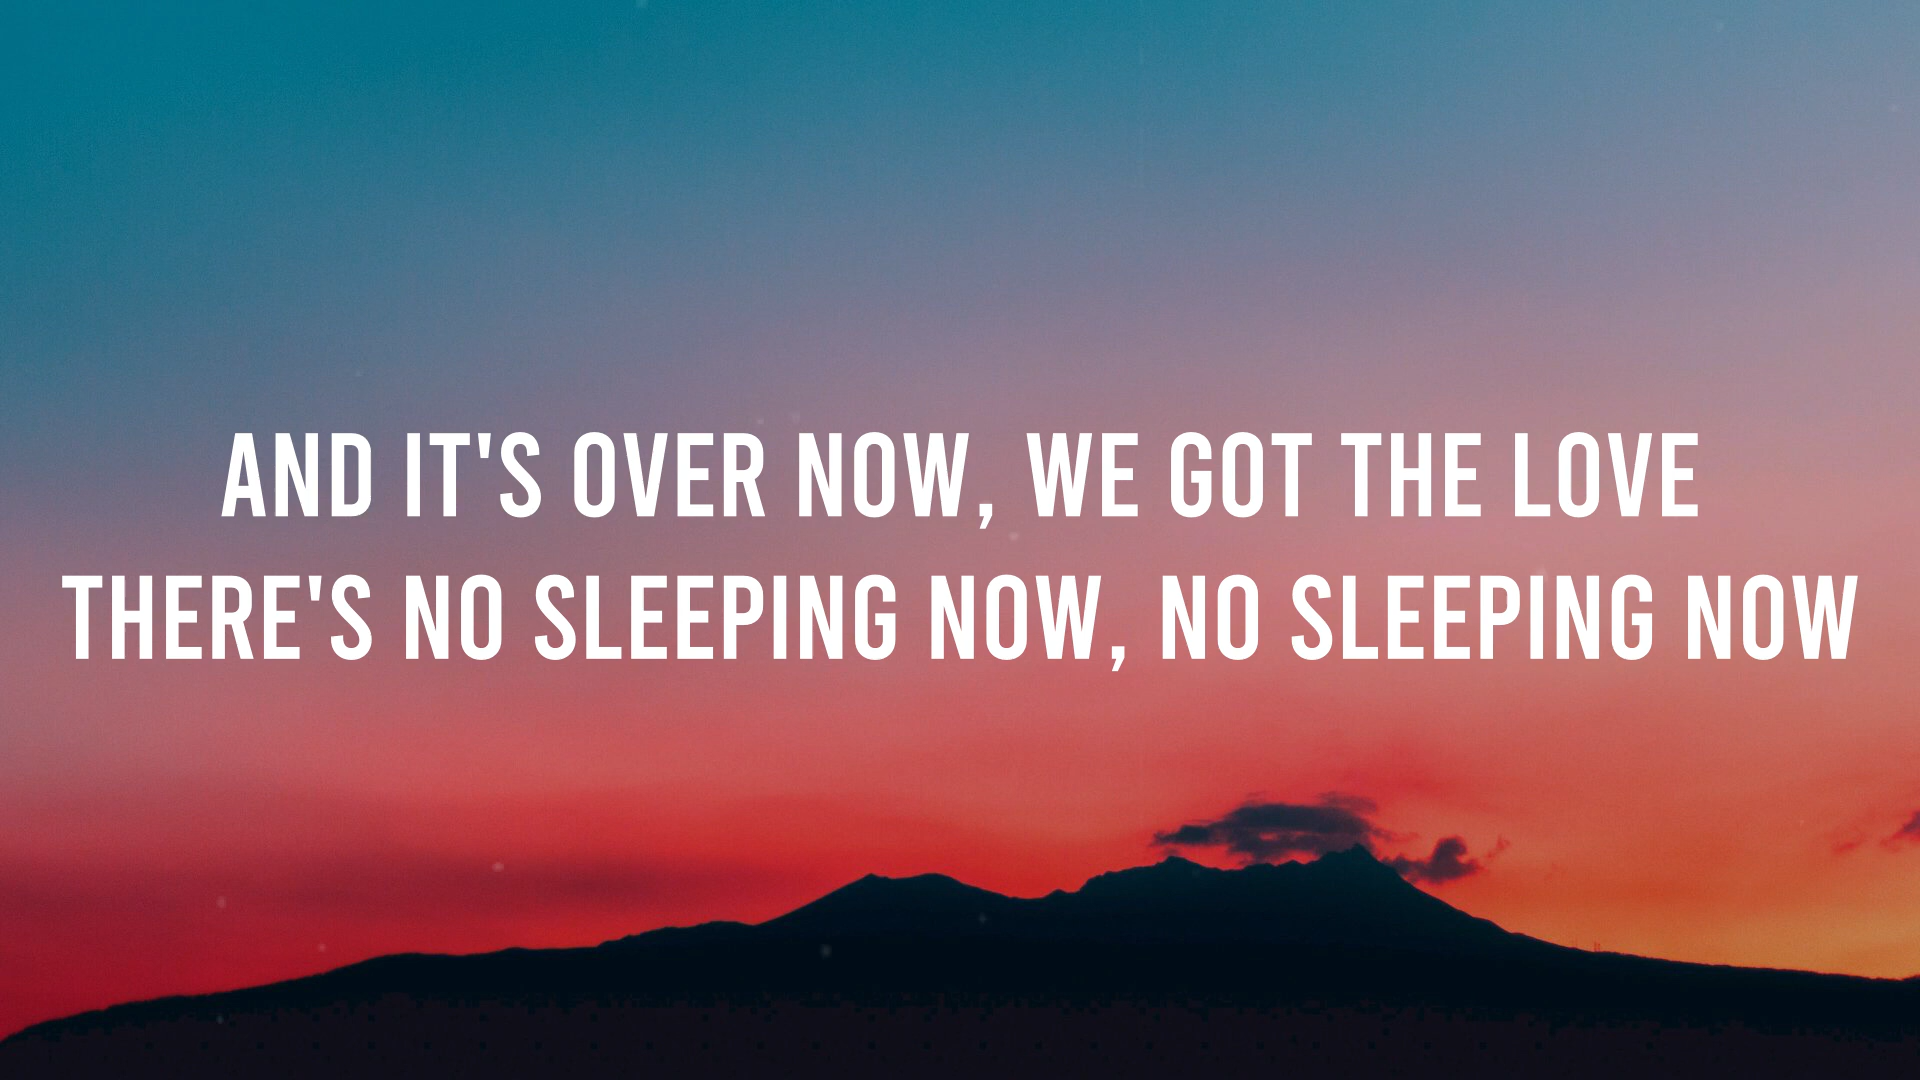 AND IT'S OVER NOW, WE GOT THE LOVE
THERE'S NO SLEEPING NOW, NO SLEEPING NOW